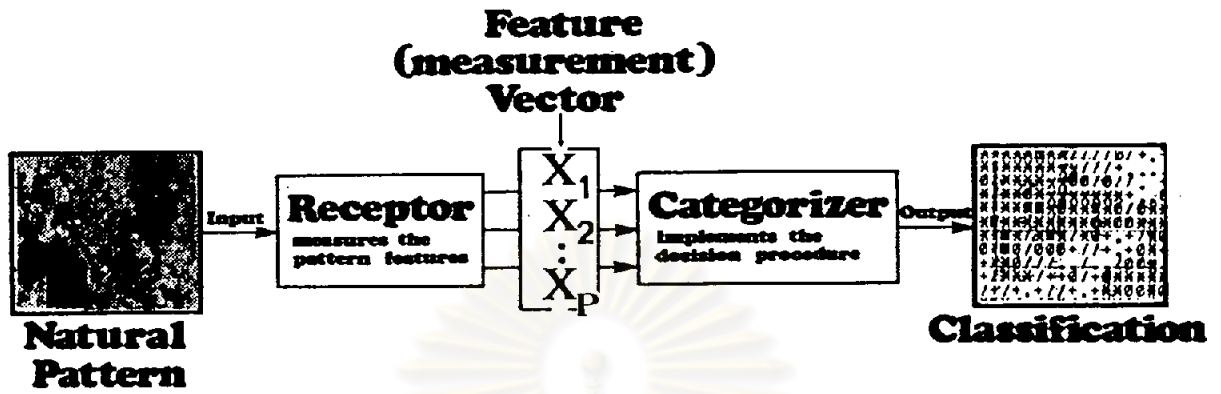 Feature
(measurement)
Vector
Natural
Pattern
Input
Receptor
measures the
pattern features
X1
X2
XP
Categorizer
Implements the
decision procedure
Output
Classification